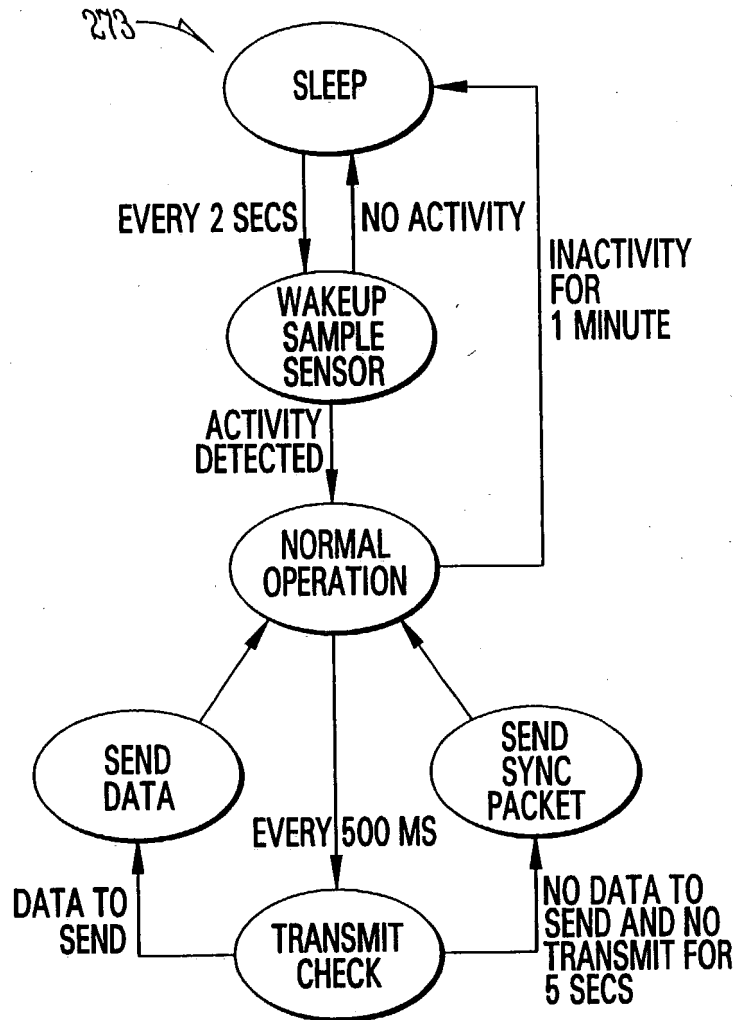 273
SLEEP
EVERY 2 SECS
NO ACTIVITY
INACTIVITY
FOR
1 MINUTE
WAKEUP
SAMPLE
SENSOR
ACTIVITY
DETECTED
NORMAL
OPERATION
SEND
DATA
SEND
SYNC
PACKET
EVERY 500 MS
DATA TO
SEND
TRANSMIT
CHECK
NO DATA TO
SEND AND NO
TRANSMIT FOR
5 SECS